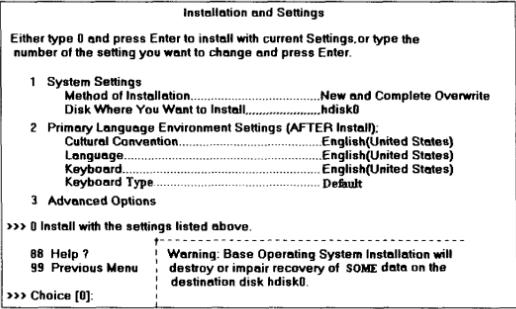 Installation and Settings
Either type 0 and press Enter to install with current Settings,or type the
number of the setting you want to change and press Enter.
1 System Settings
Method of Installation..............................New and Complete Overwrite
Disk Where You Want to Install..................hdisk0
2 Primary Language Environment Settings (AFTER Install);
Cultural Convention.................................English(United States)
Language..............................................English(United States)
Keyboard..............................................English(United States)
Keyboard Type....................................... Default
3 Advanced Options
>>> 0 Install with the settings listed above.
88 Help ?
99 Previous Menu
Warning: Base Operating System Installation will
destroy or impair recovery of SOME data on the
destination disk hdisk0.
>>> Choice [0]: